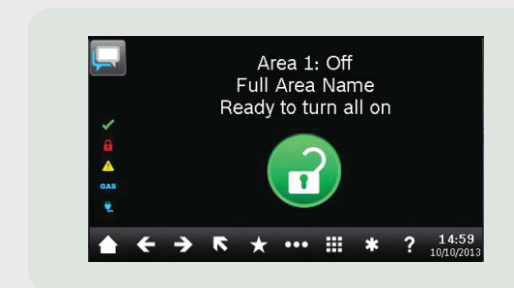 Area 1: Off
Full Area Name
Ready to turn all on
GAS
?
14:59
10/10/2013